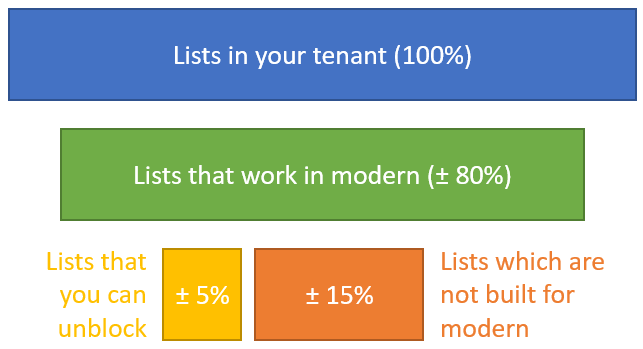 Lists in your tenant (100%)
Lists that work in modern (± 80%)
Lists that
you can
unblock
± 5%
± 15%
Lists which are
not built for
modern